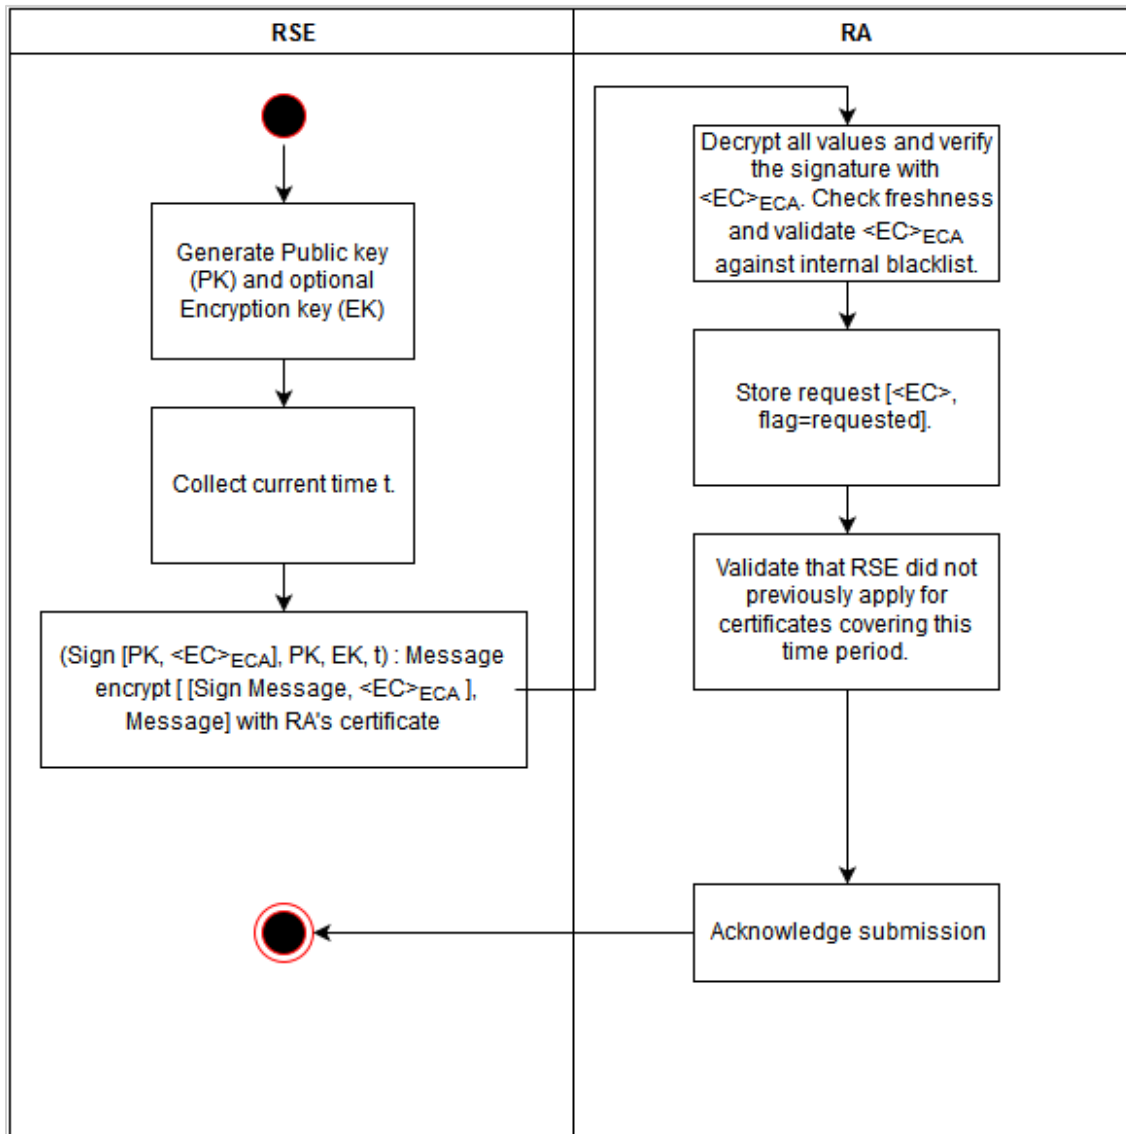 RSE
RA
Generate Public key
(PK) and optional
Encryption key (EK)
Collect current time t.
(Sign [PK, <EC>ECA], PK, EK, t) : Message
encrypt [ [Sign Message, <EC>ECA ],
Message] with RA's certificate
Decrypt all values and verify
the signature with
<EC>ECA. Check freshness
and validate <EC>ECA
against internal blacklist.
Store request [<EC>,
flag=requested].
Validate that RSE did not
previously apply for
certificates covering this
time period.
Acknowledge submission